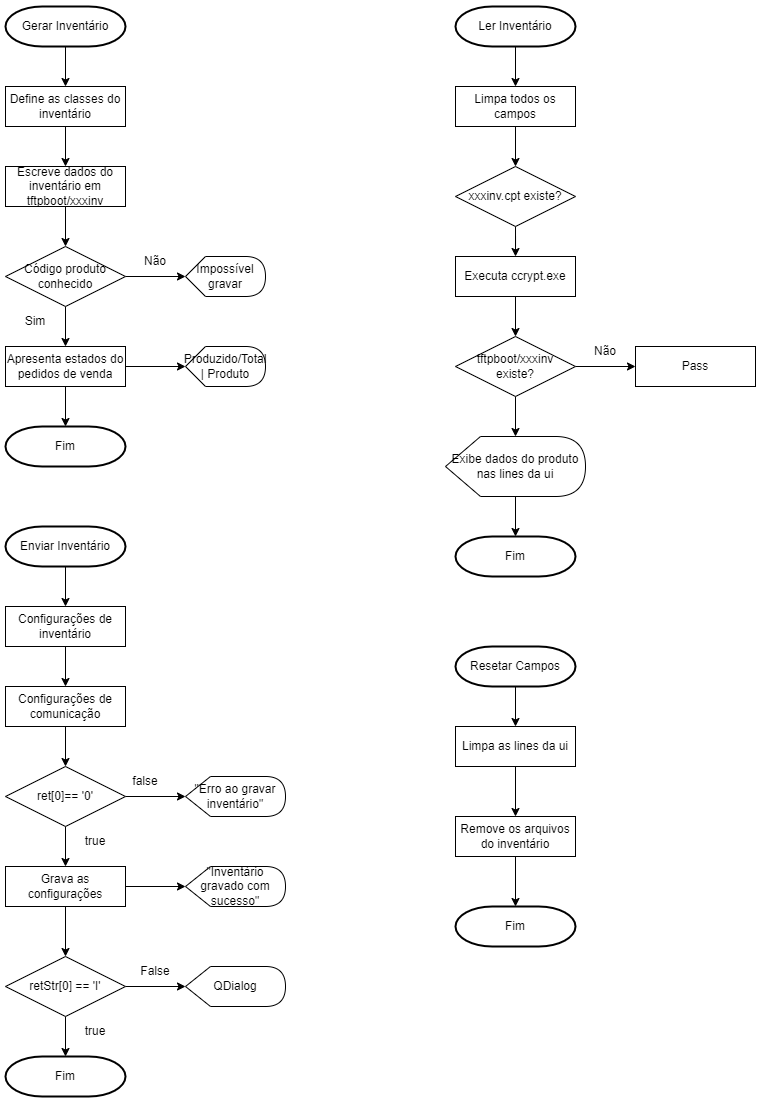 Gerar Inventário
Define as classes do
inventário
Escreve dados do
inventário em
tftpboot/xxxinv
Código produto
conhecido
Não
Impossível
gravar
Sim
Apresenta estados do
pedidos de venda
Produzido/Total
| Produto
Fim
Ler Inventário
Limpa todos os
campos
xxxinv.cpt existe?
Executa ccrypt.exe
tftpboot/xxxinv
existe?
Não
Pass
Exibe dados do produto
nas lines da ui
Fim
Enviar Inventário
Configurações de
inventário
Configurações de
comunicação
ret[0]== '0'
false
"Erro ao gravar
inventário"
true
Grava as
configurações
"Inventário
gravado com
sucesso"
retStr[0] == 'I'
False
QDialog
true
Fim
Resetar Campos
Limpa as lines da ui
Remove os arquivos
do inventário
Fim